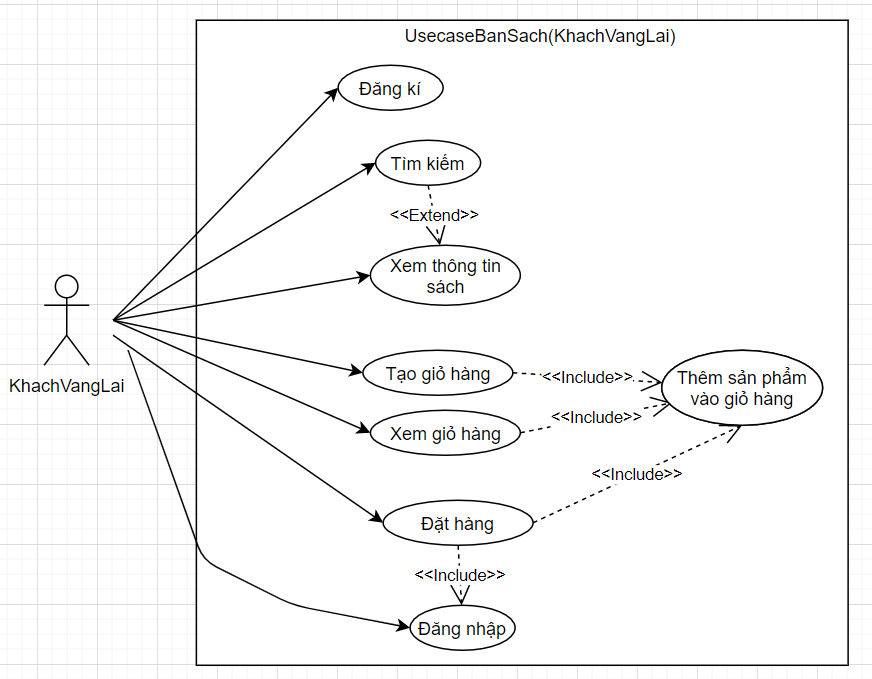 UsecaseBanSach(KhachVangLai)
Đăng kí
Tìm kiếm
<<Extend>>
Xem thông tin
sách
KhachVangLai
Tạo giỏ hàng
<<Include>>
Thêm sản phẩm
vào giỏ hàng
Xem giỏ hàng
<<Include>>
<<Include>>
Đặt hàng
<<Include>>
Đăng nhập